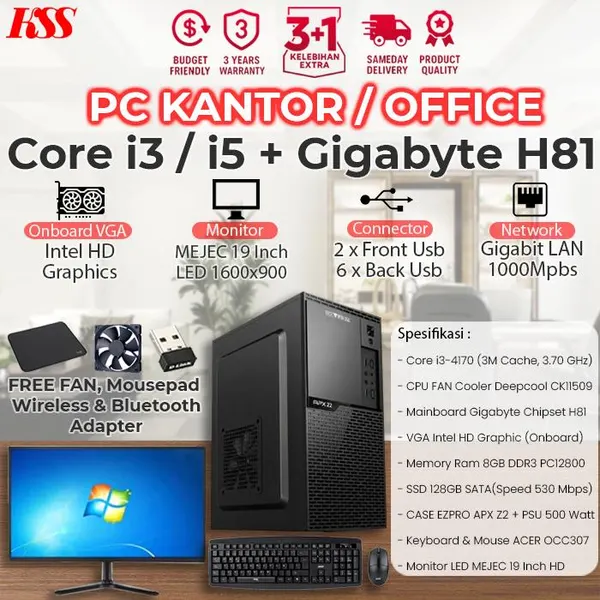 KSS
BUDGET FRIENDLY
3 YEARS WARRANTY
3+1 KELEBIHAN EXTRA
SAMEDAY DELIVERY
PRODUCT QUALITY
PC KANTOR / OFFICE
Core i3 / i5 + Gigabyte H81
Onboard VGA
Intel HD
Graphics
Monitor
MEJEC 19 Inch
LED 1600x900
Connector
2 x Front Usb
6 x Back Usb
Network
Gigabit LAN
1000Mpbs
FREE FAN, Mousepad
Wireless & Bluetooth
Adapter
Spesifikasi :
- Core i3-4170 (3M Cache, 3.70 GHz)
- CPU FAN Cooler Deepcool CK11509
- Mainboard Gigabyte Chipset H81
- VGA Intel HD Graphic (Onboard)
- Memory Ram 8GB DDR3 PC12800
- SSD 128GB SATA(Speed 530 Mbps)
- CASE EZPRO APX Z2 + PSU 500 Watt
- Keyboard & Mouse ACER OCC307
- Monitor LED MEJEC 19 Inch HD